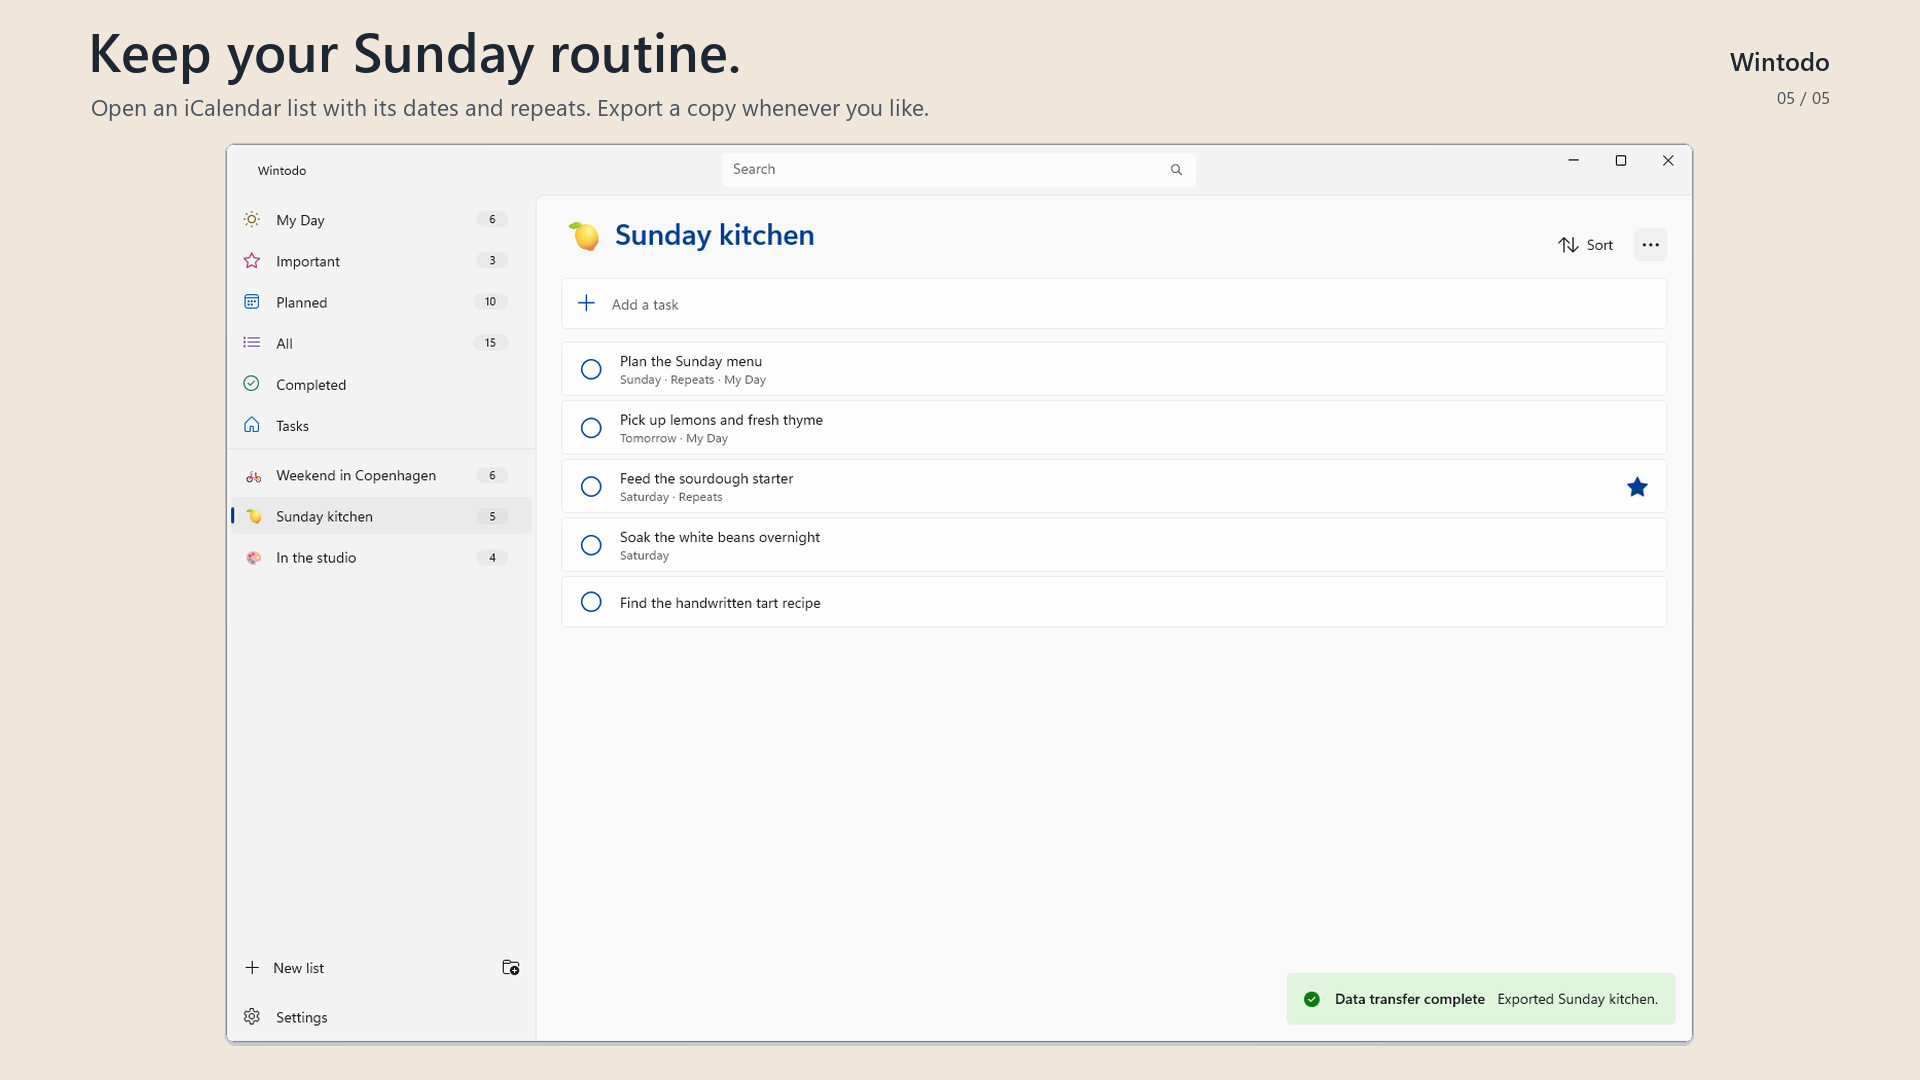 Keep your Sunday routine.
Open an iCalendar list with its dates and repeats. Export a copy whenever you like.
Wintodo
05 / 05
Wintodo
Search
My Day 6
Important 3
Planned 10
All 15
Completed
Tasks
Weekend in Copenhagen 6
Sunday kitchen 5
In the studio 4
New list
Settings
Sunday kitchen
Sort
Add a task
Plan the Sunday menu
Sunday · Repeats · My Day
Pick up lemons and fresh thyme
Tomorrow · My Day
Feed the sourdough starter
Saturday · Repeats
Soak the white beans overnight
Saturday
Find the handwritten tart recipe
Data transfer complete Exported Sunday kitchen.